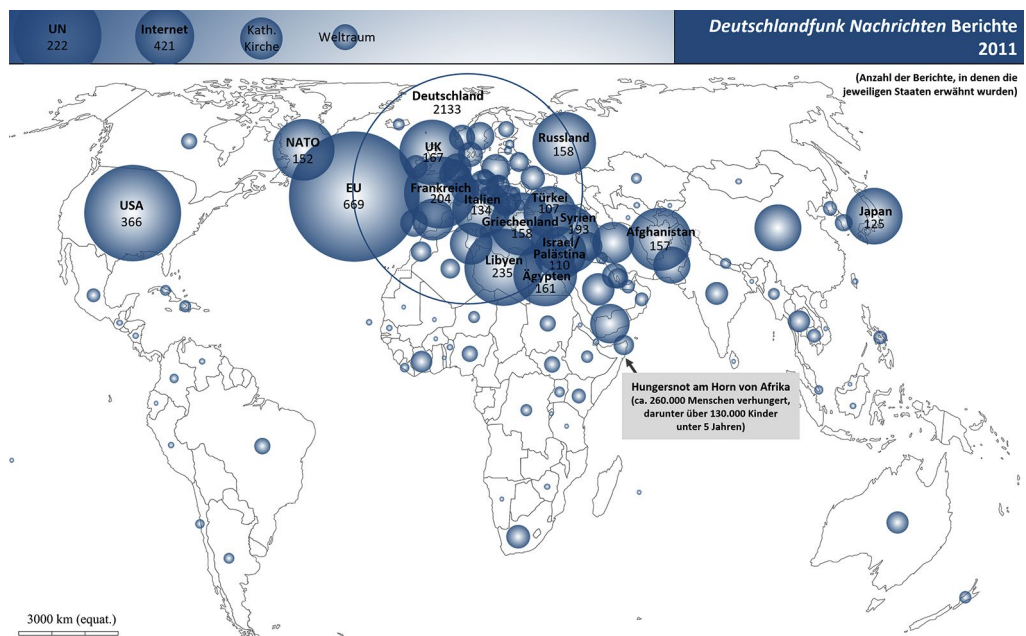 UN
222
Internet
421
Kath.
Kirche
Weltraum
Deutschlandfunk Nachrichten Berichte
2011
(Anzahl der Berichte, in denen die
jeweiligen Staaten erwähnt wurden)
Deutschland
2133
NATO
152
UK
167
Russland
158
USA
366
EU
669
Frankreich
204
Italien
134
Türkei
107
Griechenland
158
Syrien
193
Afghanistan
157
Japan
125
Israel/
Palästina
110
Libyen
235
Ägypten
161
Hungersnot am Horn von Afrika
(ca. 260.000 Menschen verhungert,
darunter über 130.000 Kinder
unter 5 Jahren)
3000 km (equat.)